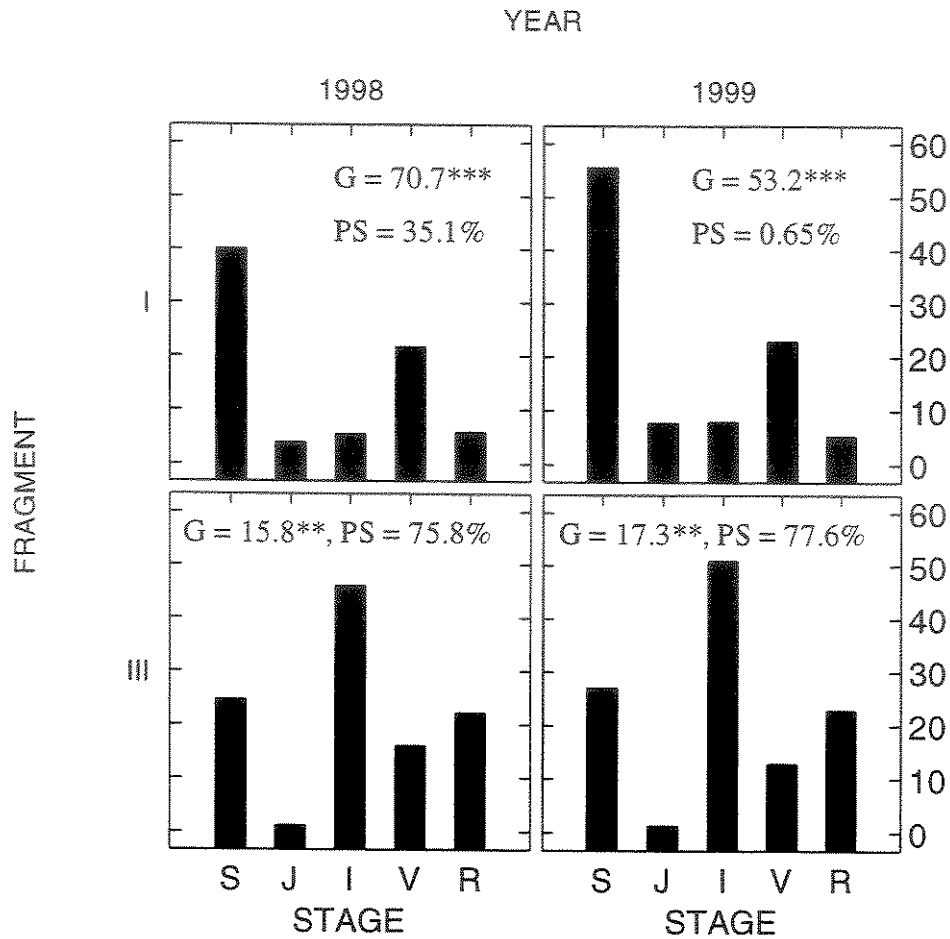 YEAR
1998 1999
G = 70.7*** G = 53.2***
PS = 35.1% PS = 0.65%
60
50
40
30
20
10
0
I
FRAGMENT
G = 15.8**, PS = 75.8% G = 17.3**, PS = 77.6%
60
50
40
30
20
10
0
III
S J I V R S J I V R
STAGE STAGE